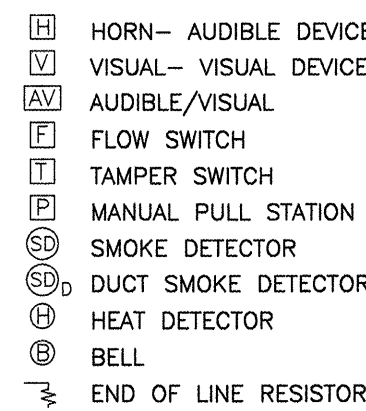 H HORN- AUDIBLE DEVICE
V VISUAL- VISUAL DEVICE
AV AUDIBLE/VISUAL
F FLOW SWITCH
T TAMPER SWITCH
P MANUAL PULL STATION
SD SMOKE DETECTOR
SD D DUCT SMOKE DETECTOR
H HEAT DETECTOR
B BELL
END OF LINE RESISTOR